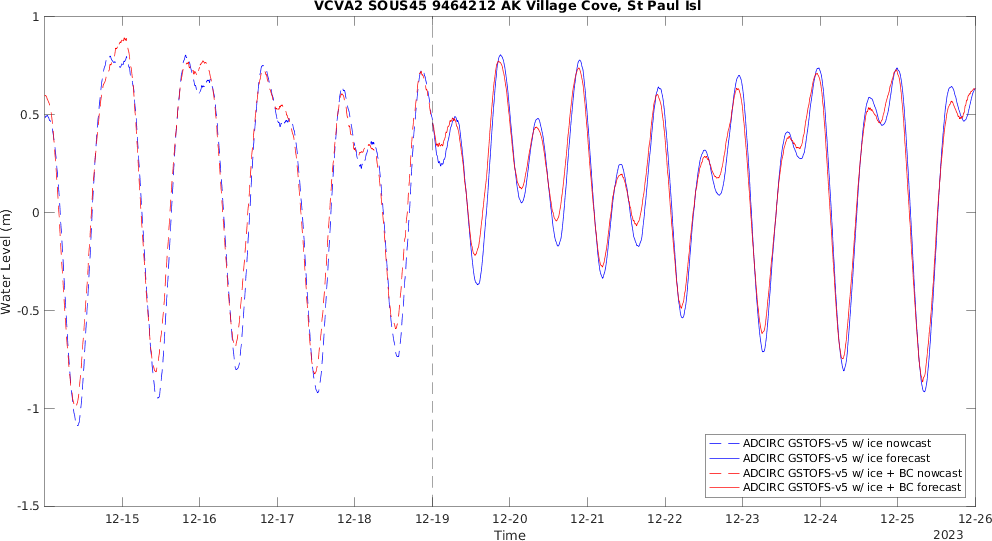 VCVA2 SOUS45 9464212 AK Village Cove, St Paul Isl
1
0.5
0
-0.5
-1
-1.5
Water Level (m)
ADCIRC GSTOFS-v5 w/ ice nowcast
ADCIRC GSTOFS-v5 w/ ice forecast
ADCIRC GSTOFS-v5 w/ ice + BC nowcast
ADCIRC GSTOFS-v5 w/ ice + BC forecast
12-15 12-16 12-17 12-18 12-19 12-20 12-21 12-22 12-23 12-24 12-25 12-26
Time
2023